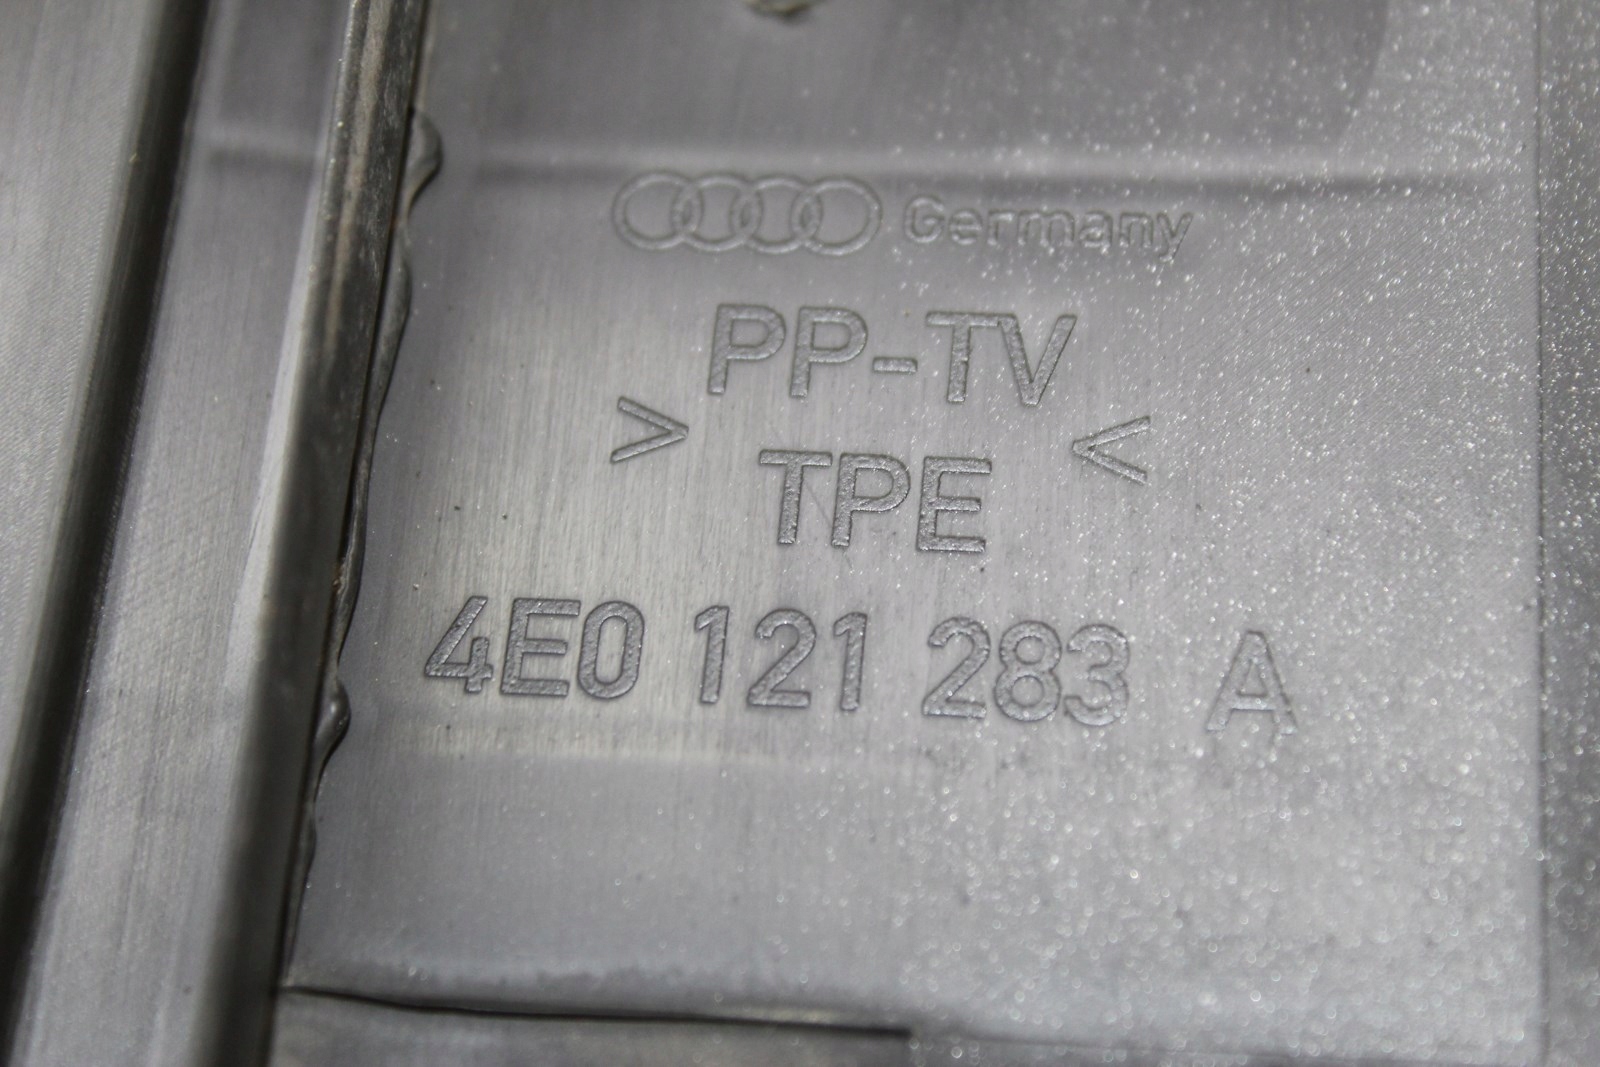 Germany
PP-TV
> <
TPE
4E0 121 283 A